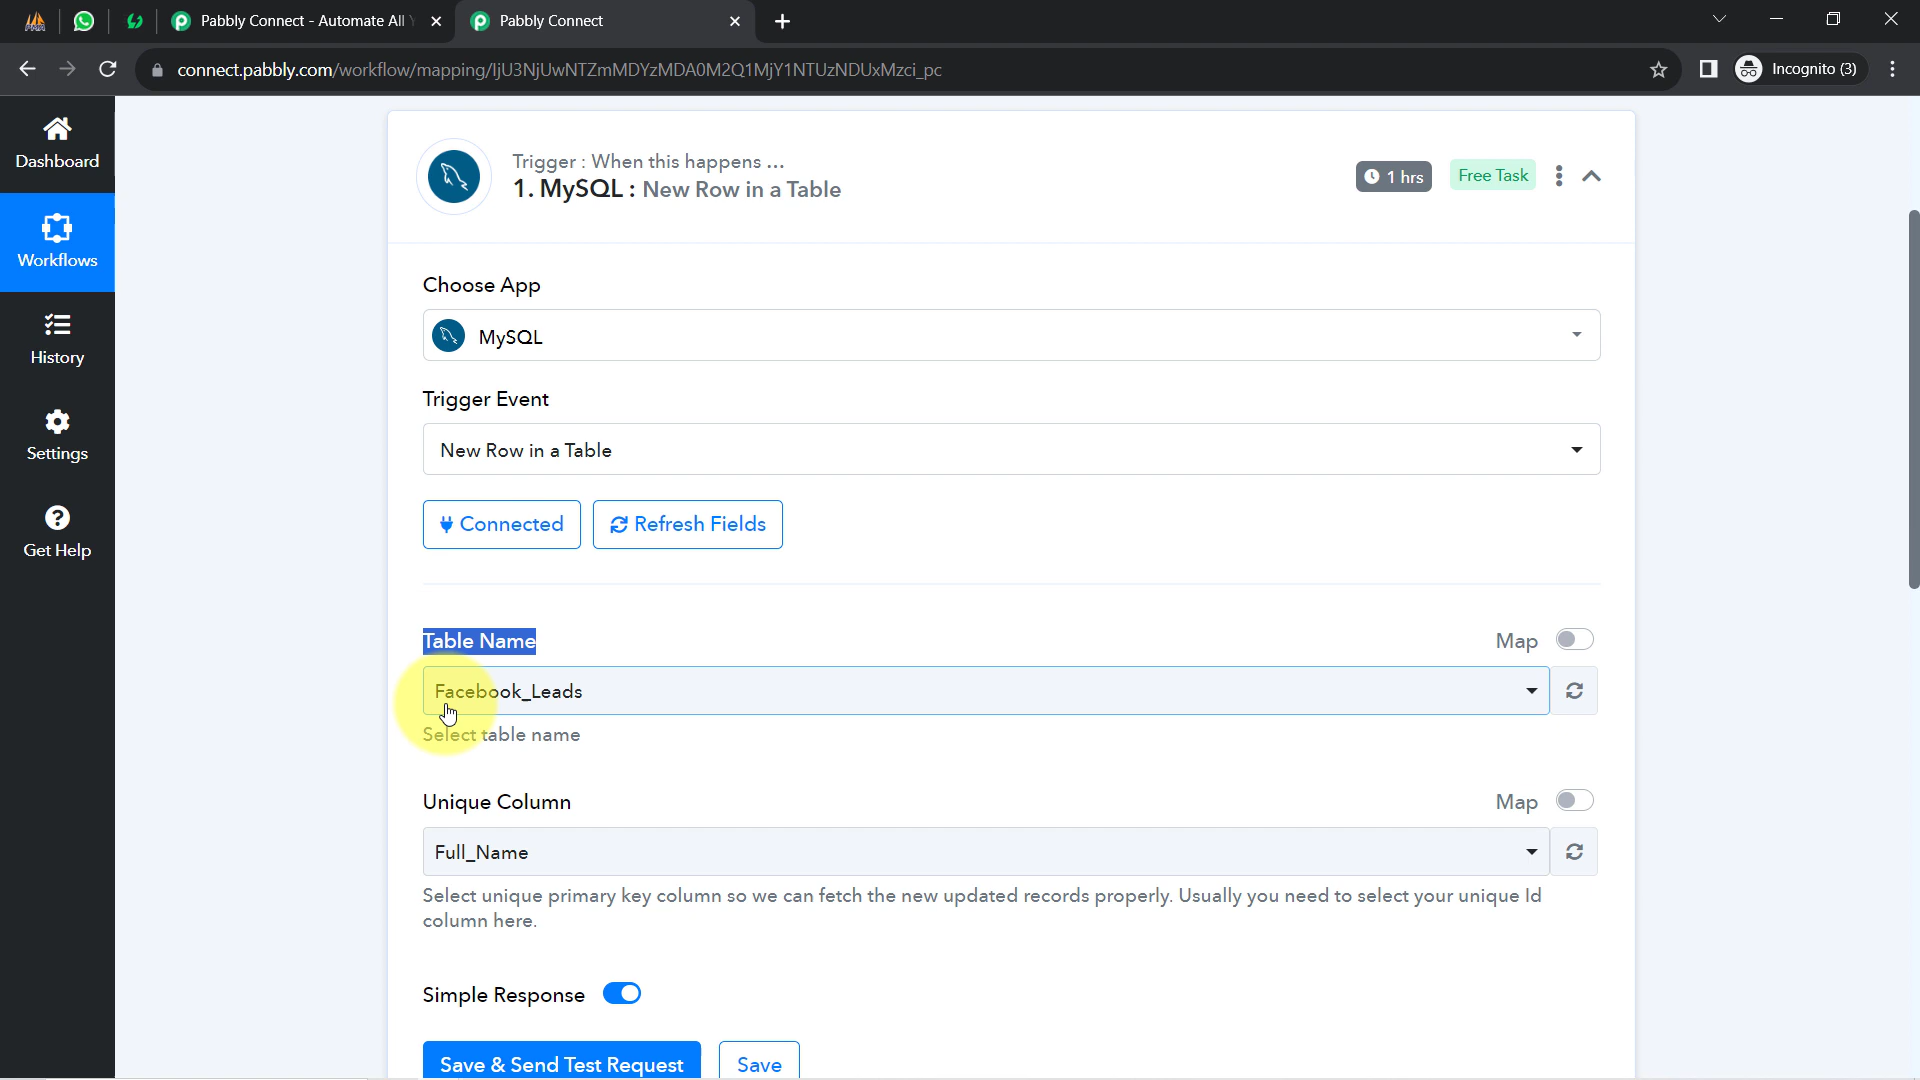 Pabbly Connect - Automate All
Pabbly Connect
connect.pabbly.com/workflow/mapping/IjU3NjUwNTZmMDYzMDA0M2Q1MjY1NTUzNDUxMzci_pc
Incognito (3)
Dashboard
Workflows
History
Settings
Get Help
Trigger : When this happens ...
1. MySQL : New Row in a Table
1 hrs
Free Task
Choose App
MySQL
Trigger Event
New Row in a Table
Connected
Refresh Fields
Table Name
Map
Facebook_Leads
Select table name
Unique Column
Map
Full_Name
Select unique primary key column so we can fetch the new updated records properly. Usually you need to select your unique Id
column here.
Simple Response
Save & Send Test Request
Save